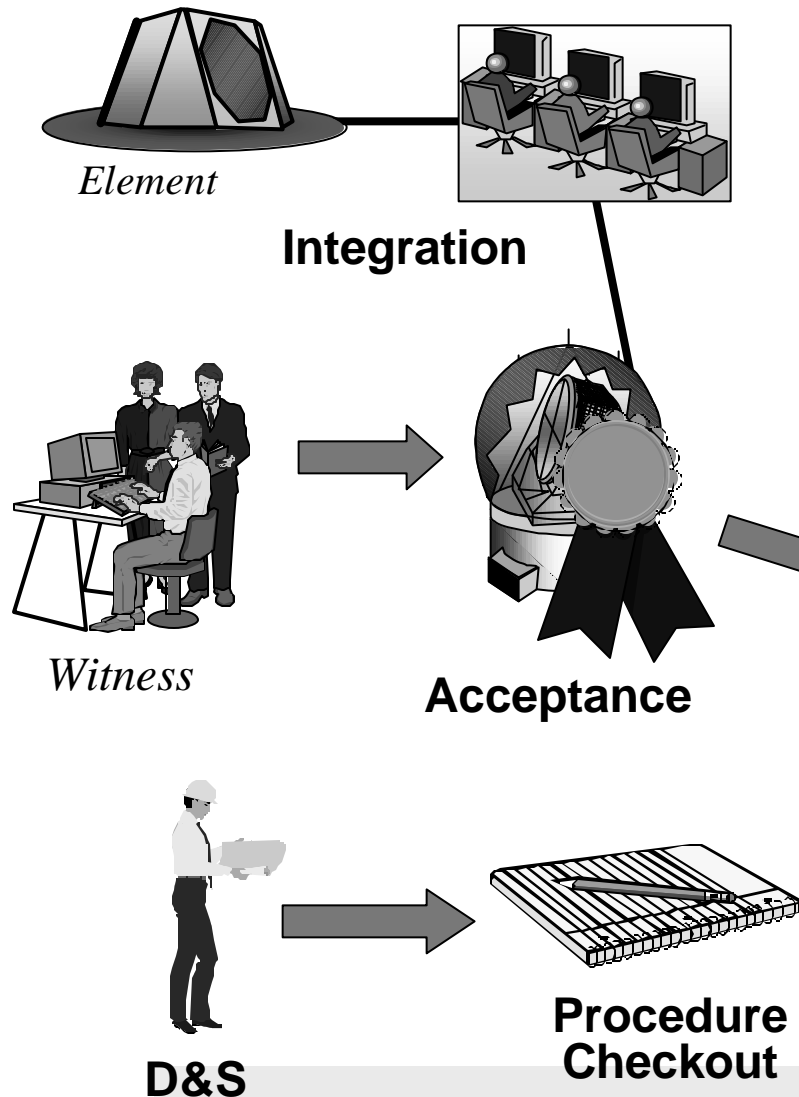 Element
Integration
Witness
Acceptance
Procedure
Checkout
D&S